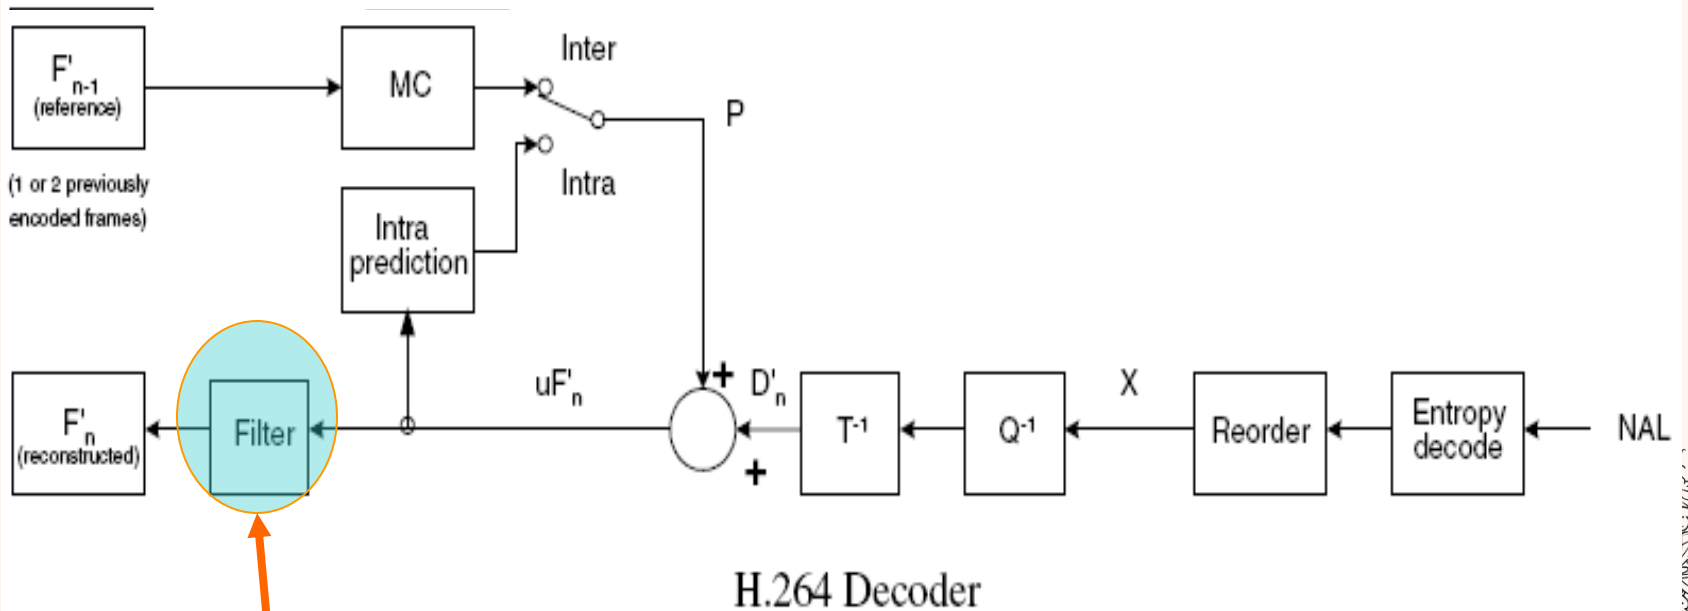 F'n-1
(reference)
(1 or 2 previously
encoded frames)
MC
Inter
Intra
P
Intra
prediction
F'n
(reconstructed)
Filter
uF'n
+
D'n
+
T-1
Q-1
X
Reorder
Entropy
decode
NAL
H.264 Decoder